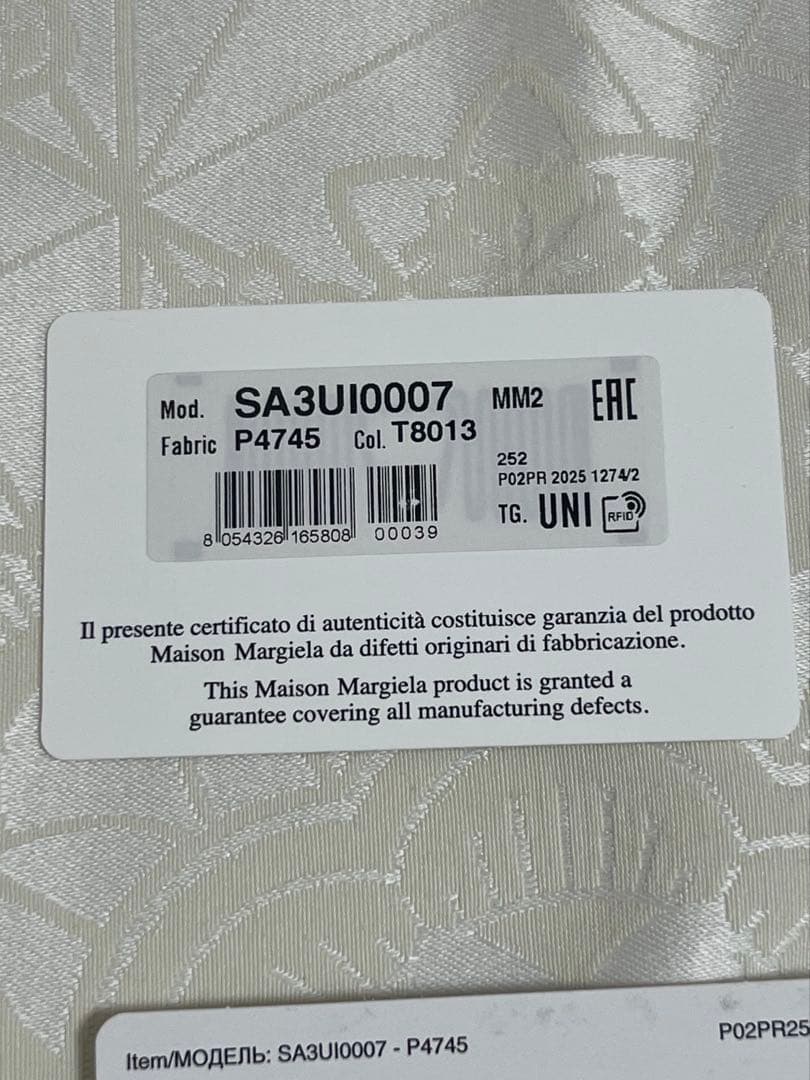 Mod. SA3UI0007 MM2 EAC
Fabric P4745 Col. T8013
252
P02PR 2025 1274/2
TG. UNI RFID
8 054326 165808 00039
Il presente certificato di autenticità costituisce garanzia del prodotto
Maison Margiela da difetti originari di fabbricazione.
This Maison Margiela product is granted a
guarantee covering all manufacturing defects.
Item/МОДЕЛЬ: SA3UI0007 - P4745 P02PR25